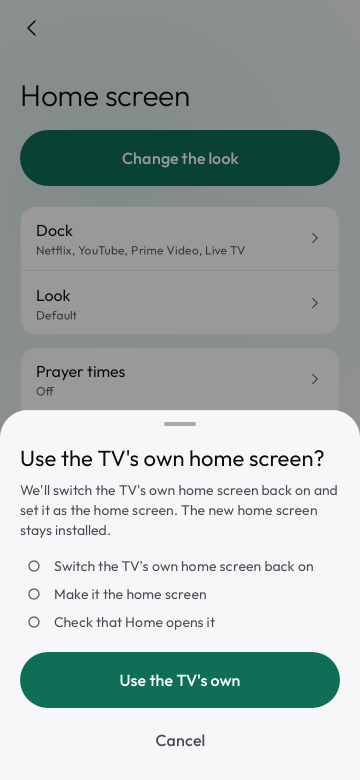 Home screen
Change the look
Dock
Netflix, YouTube, Prime Video, Live TV
Look
Default
Prayer times
Off
Use the TV's own home screen?
We'll switch the TV's own home screen back on and
set it as the home screen. The new home screen
stays installed.
Switch the TV's own home screen back on
Make it the home screen
Check that Home opens it
Use the TV's own
Cancel